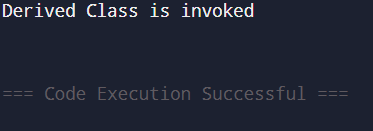 Derived Class is invoked
=== Code Execution Successful ===